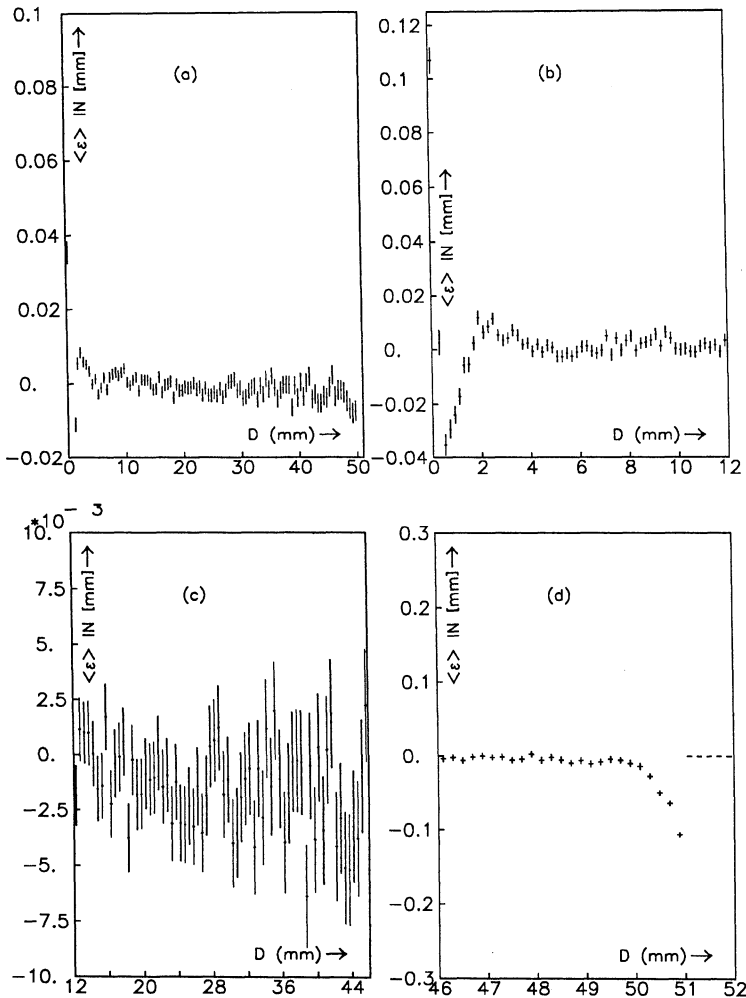 0.1
0.08
0.06
0.04
0.02
0.
-0.02
<ε> IN [mm] →
(a)
D (mm) →
0 10 20 30 40 50
0.12
0.1
0.08
0.06
0.04
0.02
0.
-0.02
-0.04
<ε> IN [mm] →
(b)
D (mm) →
0 2 4 6 8 10 12
*10- 3
10.
7.5
5.
2.5
0.
-2.5
-5.
-7.5
-10.
<ε> IN [mm] →
(c)
D (mm) →
12 20 28 36 44
0.3
0.2
0.1
0.
-0.1
-0.2
-0.3
<ε> IN [mm] →
(d)
D (mm) →
46 47 48 49 50 51 52